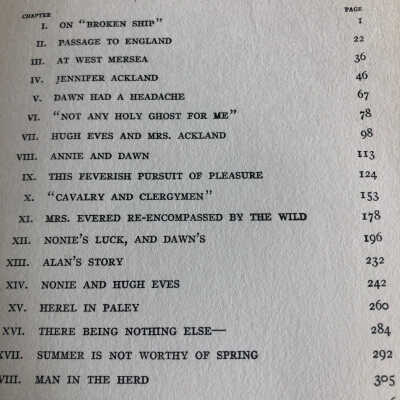 CHAPTER PAGE
I. ON "BROKEN SHIP" 1
II. PASSAGE TO ENGLAND 22
III. AT WEST MERSEA 36
IV. JENNIFER ACKLAND 46
V. DAWN HAD A HEADACHE 67
VI. "NOT ANY HOLY GHOST FOR ME" 78
VII. HUGH EVES AND MRS. ACKLAND 98
VIII. ANNIE AND DAWN 113
IX. THIS FEVERISH PURSUIT OF PLEASURE 124
X. "CAVALRY AND CLERGYMEN" 153
XI. MRS. EVERED RE-ENCOMPASSED BY THE WILD 178
XII. NONIE'S LUCK, AND DAWN'S 196
XIII. ALAN'S STORY 232
XIV. NONIE AND HUGH EVES 242
XV. HEREL IN PALEY 260
XVI. THERE BEING NOTHING ELSE— 284
XVII. SUMMER IS NOT WORTHY OF SPRING 292
VIII. MAN IN THE HERD 305